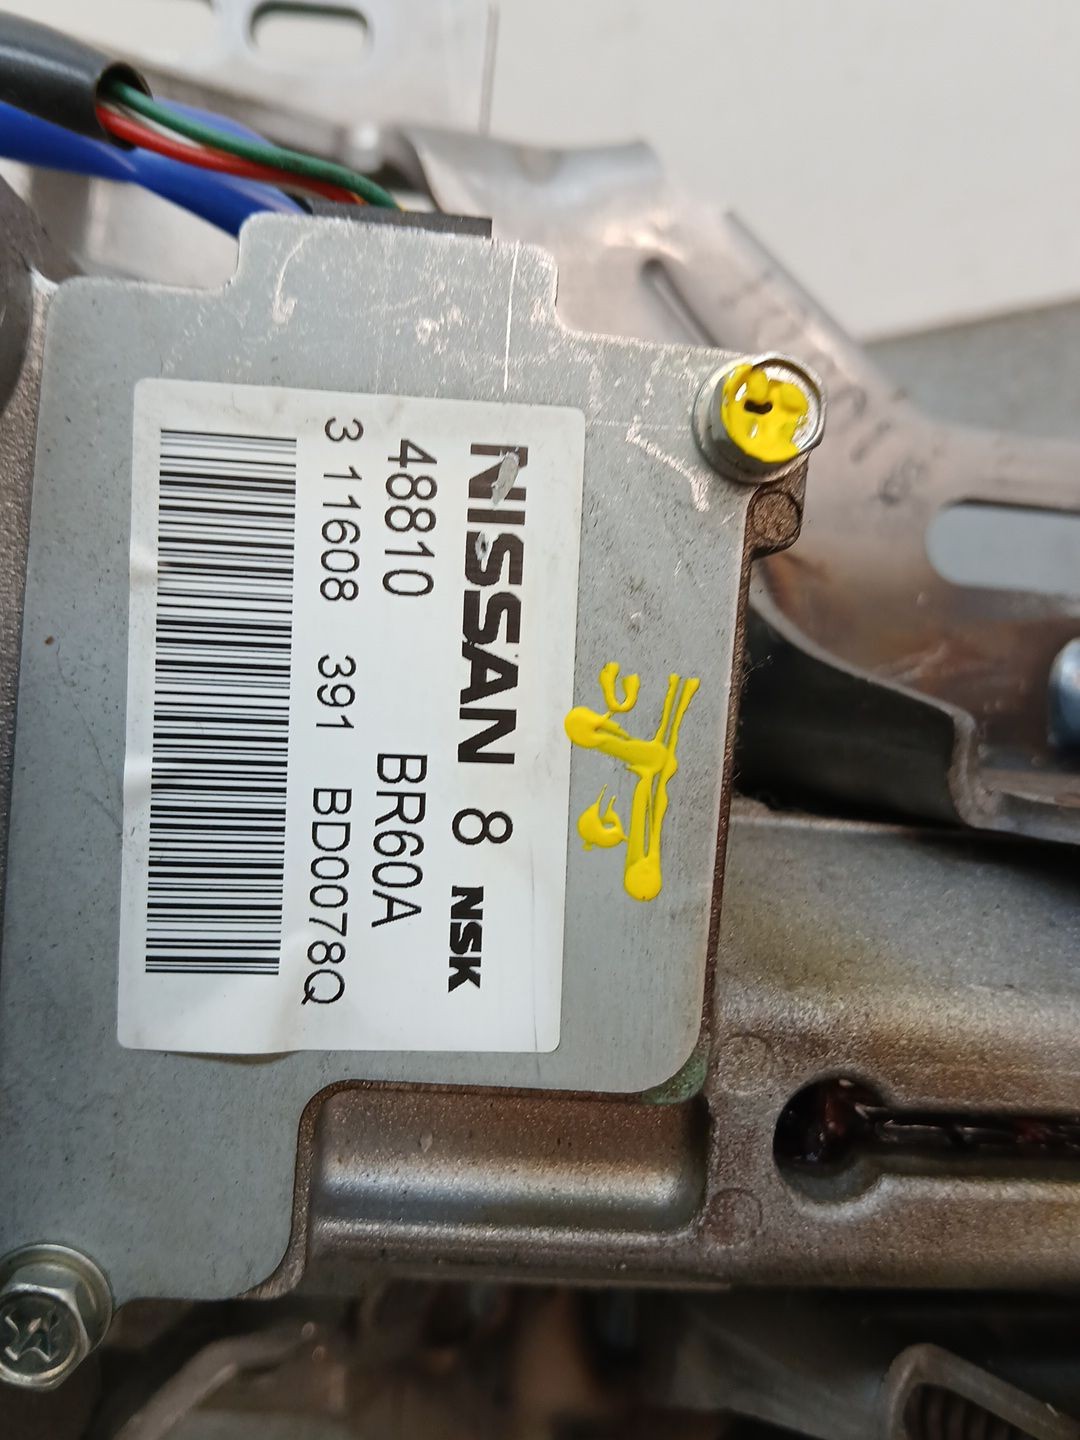 NISSAN 8 NSK
48810 BR60A
3 11608 391 BD0078Q